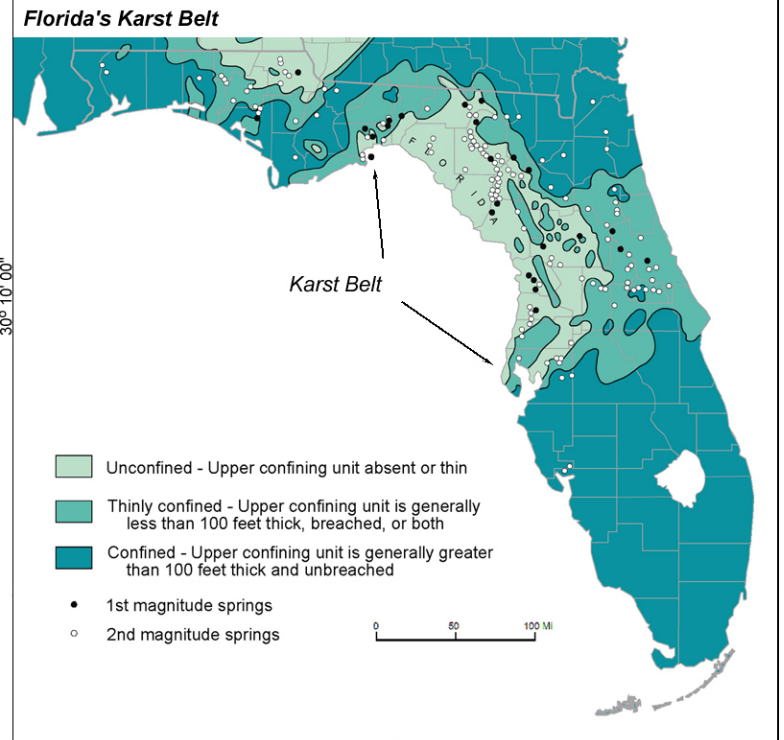 Florida's Karst Belt
FLORIDA
Karst Belt
30º 10' 00"
Unconfined - Upper confining unit absent or thin
Thinly confined - Upper confining unit is generally
less than 100 feet thick, breached, or both
Confined - Upper confining unit is generally greater
than 100 feet thick and unbreached
1st magnitude springs
2nd magnitude springs
0 50 100 Mi